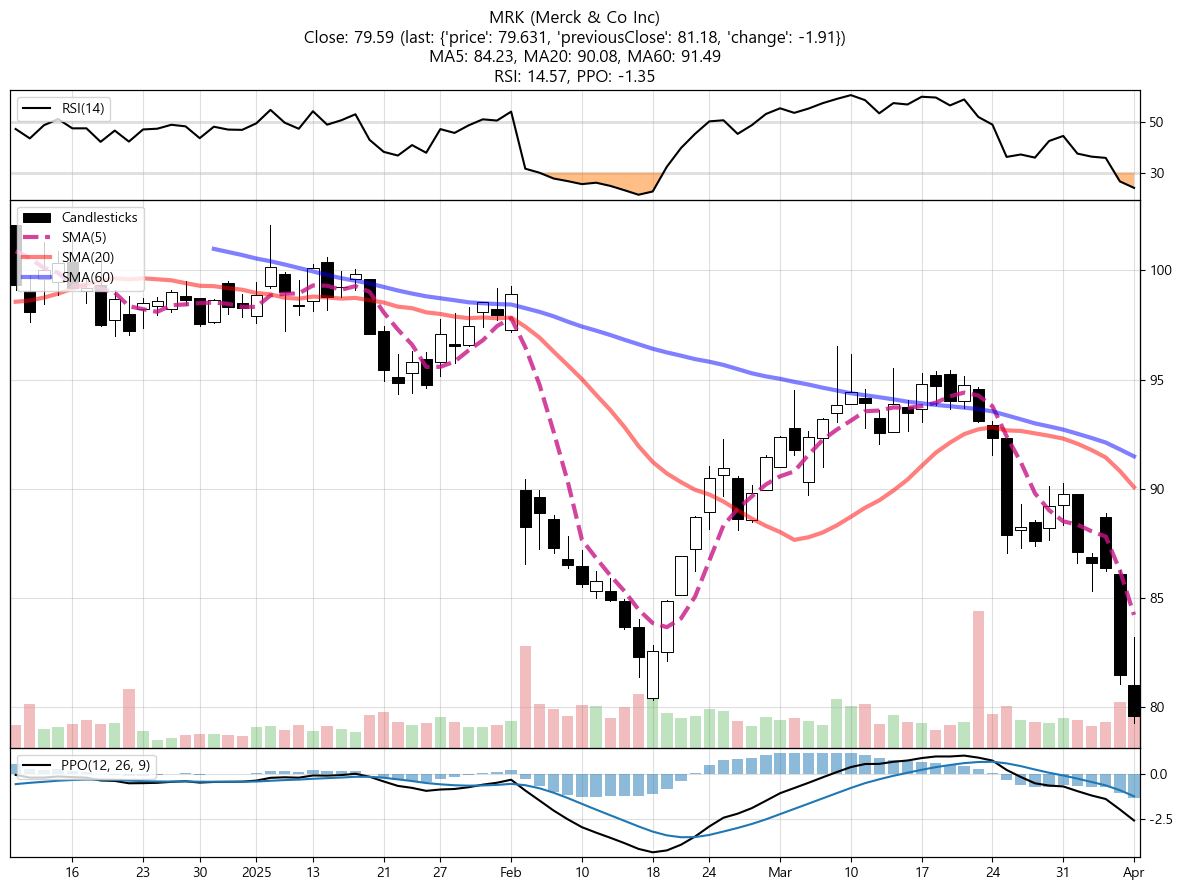 MRK (Merck & Co Inc)
Close: 79.59 (last: {'price': 79.631, 'previousClose': 81.18, 'change': -1.91})
MA5: 84.23, MA20: 90.08, MA60: 91.49
RSI: 14.57, PPO: -1.35
RSI(14)
50
30
Candlesticks
SMA(5)
SMA(20)
SMA(60)
100
95
90
85
80
PPO(12, 26, 9)
0.0
-2.5
16 23 30 2025 13 21 27 Feb 10 18 24 Mar 10 17 24 31 Apr